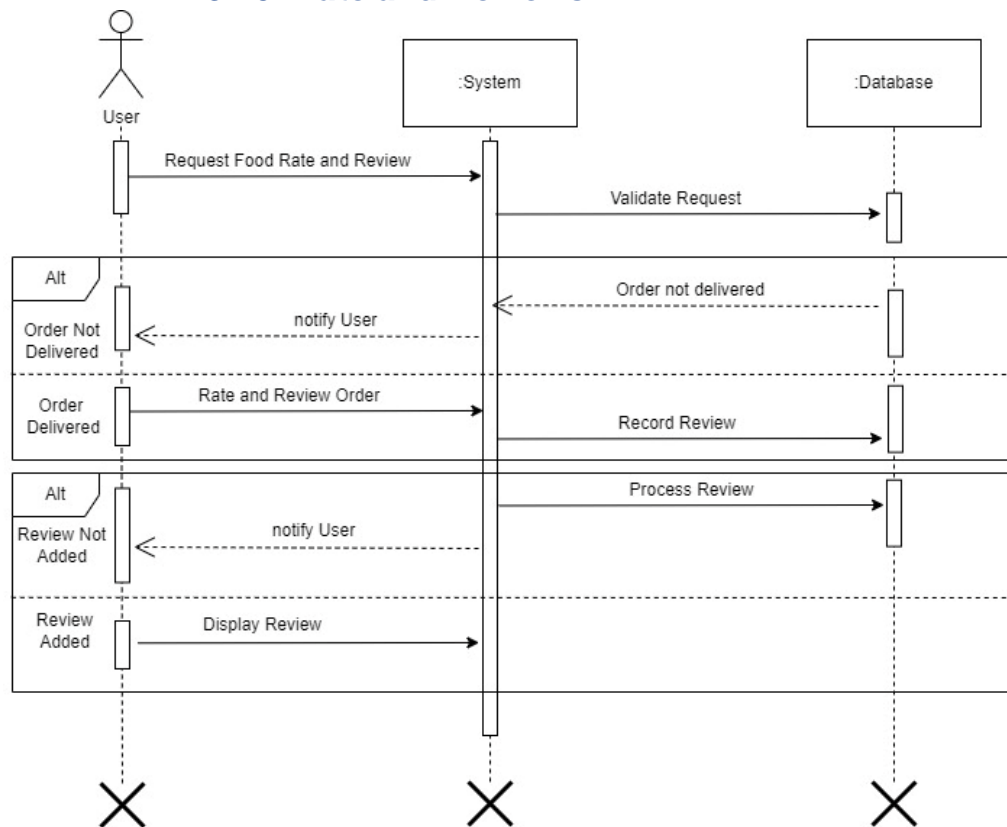 User
:System
:Database
Request Food Rate and Review
Validate Request
Alt
Order not delivered
notify User
Order Not
Delivered
Rate and Review Order
Order
Delivered
Record Review
Alt
Process Review
notify User
Review Not
Added
Review
Added
Display Review